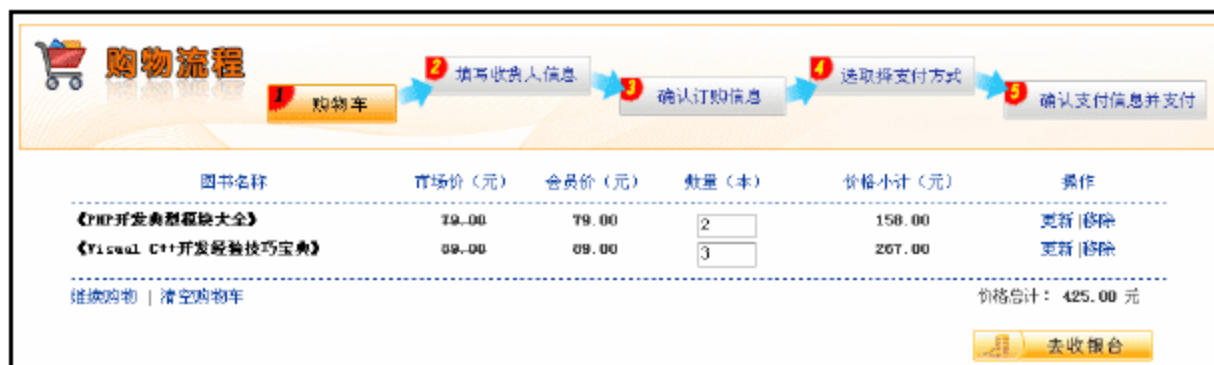 购物流程
1 购物车
2 填写收货人信息
3 确认订购信息
4 选取择支付方式
5 确认支付信息并支付
图书名称 市场价（元） 会员价（元） 数量（本） 价格小计（元） 操作
《PHP开发典型模块大全》 79.00 79.00 2 158.00 更新|移除
《Visual C++开发经验技巧宝典》 89.00 89.00 3 267.00 更新|移除
继续购物 | 清空购物车 价格总计： 425.00 元
去收银台